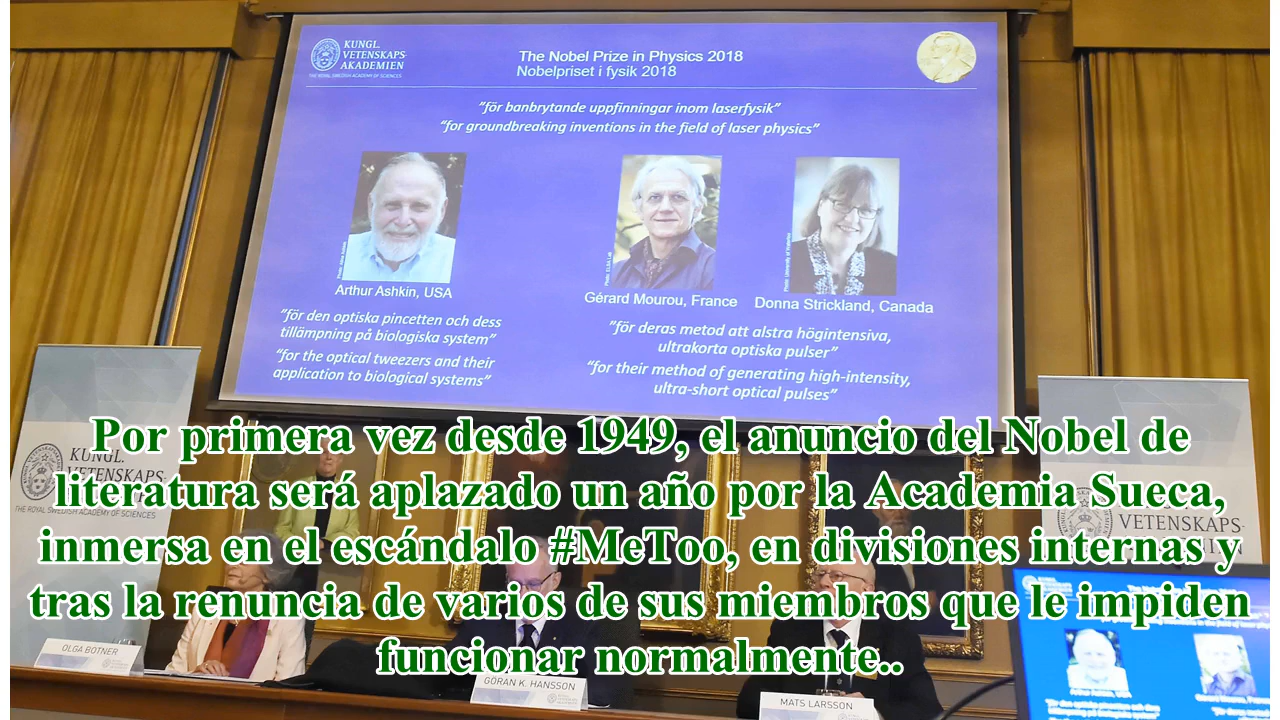 KUNGL.
VETENSKAPS-
AKADEMIEN
THE ROYAL SWEDISH ACADEMY OF SCIENCES
The Nobel Prize in Physics 2018
Nobelpriset i fysik 2018
"för banbrytande uppfinningar inom laserfysik"
"for groundbreaking inventions in the field of laser physics"
Arthur Ashkin, USA
Gérard Mourou, France
Donna Strickland, Canada
"för den optiska pincetten och dess
tillämpning på biologiska system"
"for the optical tweezers and their
application to biological systems"
"för deras metod att alstra högintensiva,
ultrakorta optiska pulser"
"for their method of generating high-intensity,
ultra-short optical pulses"
Por primera vez desde 1949, el anuncio del Nobel de
literatura será aplazado un año por la Academia Sueca,
inmersa en el escándalo #MeToo, en divisiones internas y
tras la renuncia de varios de sus miembros que le impiden
funcionar normalmente..
KUNGL.
VETENSKAPS-
THE ROYAL SWEDISH ACADEMY OF SCIENCES
VETENSKAPS-
OLGA BOTNER
GÖRAN K. HANSSON
MATS LARSSON